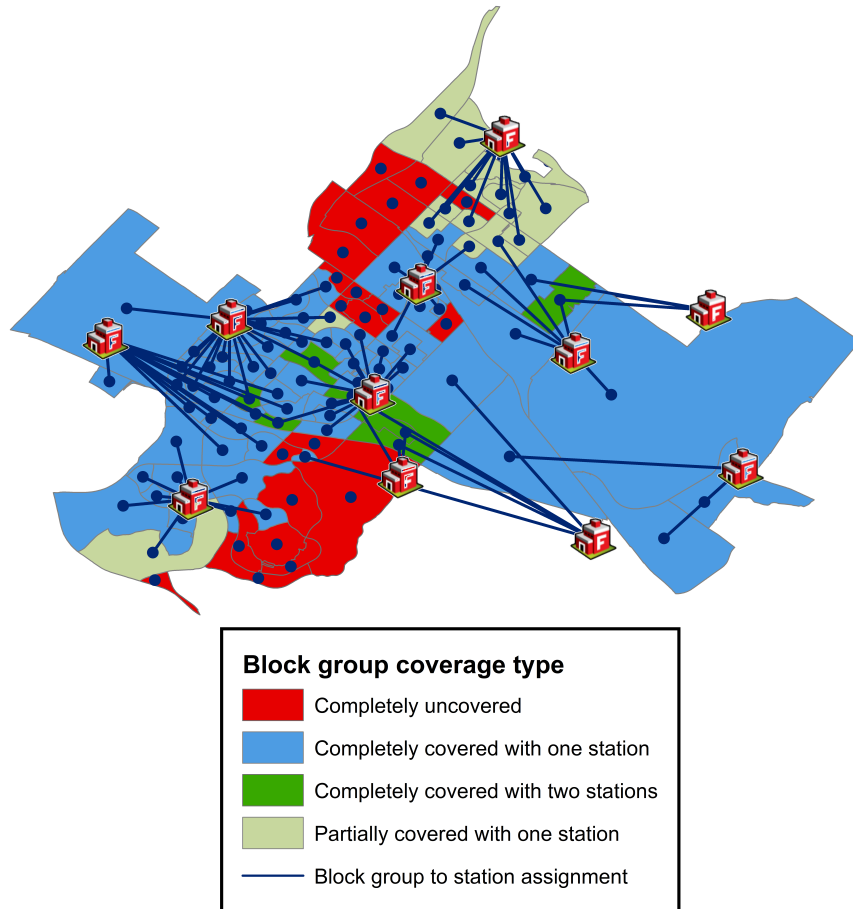 F
F
F
F
F
F
F
F
F
F
Block group coverage type
Completely uncovered
Completely covered with one station
Completely covered with two stations
Partially covered with one station
Block group to station assignment